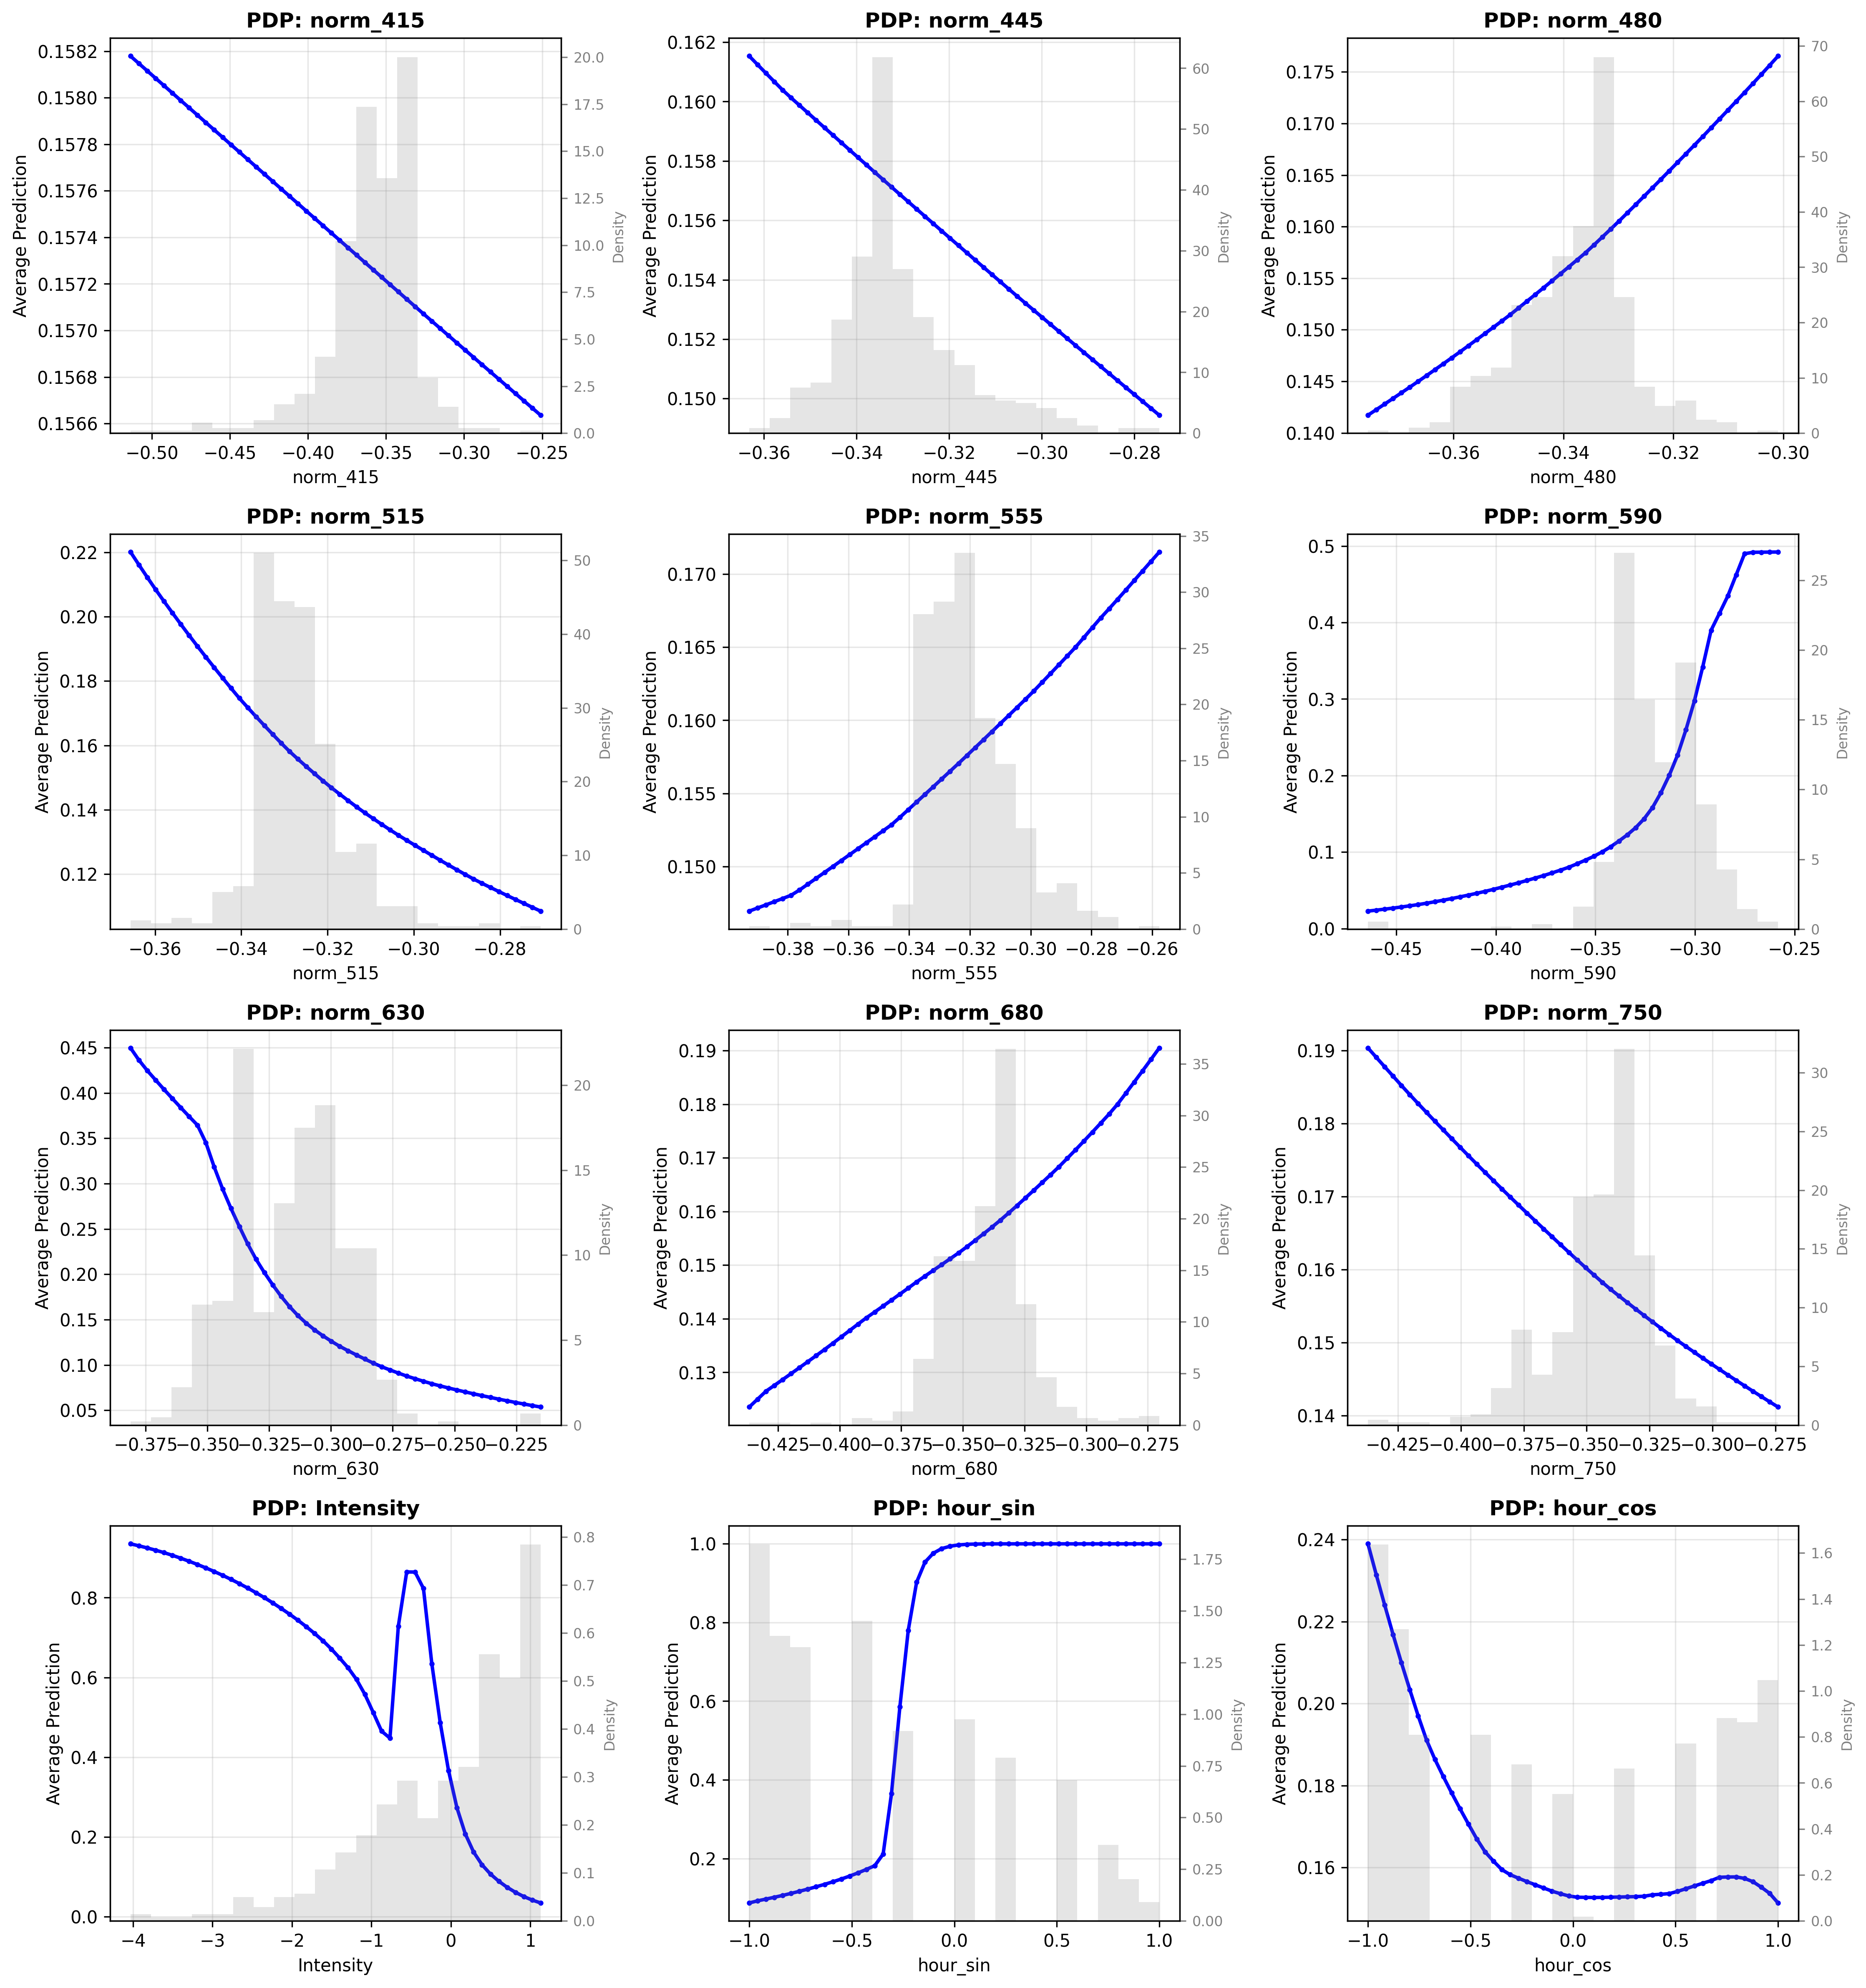 PDP: norm_415
0.1582
0.1580
0.1578
0.1576
0.1574
0.1572
0.1570
0.1568
0.1566
Average Prediction
20.0
17.5
15.0
12.5
10.0
7.5
5.0
2.5
0.0
Density
−0.50 −0.45 −0.40 −0.35 −0.30 −0.25
norm_415
PDP: norm_445
0.162
0.160
0.158
0.156
0.154
0.152
0.150
Average Prediction
60
50
40
30
20
10
0
Density
−0.36 −0.34 −0.32 −0.30 −0.28
norm_445
PDP: norm_480
0.175
0.170
0.165
0.160
0.155
0.150
0.145
0.140
Average Prediction
70
60
50
40
30
20
10
0
Density
−0.36 −0.34 −0.32 −0.30
norm_480
PDP: norm_515
0.22
0.20
0.18
0.16
0.14
0.12
Average Prediction
50
40
30
20
10
0
Density
−0.36 −0.34 −0.32 −0.30 −0.28
norm_515
PDP: norm_555
0.170
0.165
0.160
0.155
0.150
Average Prediction
35
30
25
20
15
10
5
0
Density
−0.38 −0.36 −0.34 −0.32 −0.30 −0.28 −0.26
norm_555
PDP: norm_590
0.5
0.4
0.3
0.2
0.1
0.0
Average Prediction
25
20
15
10
5
0
Density
−0.45 −0.40 −0.35 −0.30 −0.25
norm_590
PDP: norm_630
0.45
0.40
0.35
0.30
0.25
0.20
0.15
0.10
0.05
Average Prediction
20
15
10
5
0
Density
−0.375 −0.350 −0.325 −0.300 −0.275 −0.250 −0.225
norm_630
PDP: norm_680
0.19
0.18
0.17
0.16
0.15
0.14
0.13
Average Prediction
35
30
25
20
15
10
5
0
Density
−0.425 −0.400 −0.375 −0.350 −0.325 −0.300 −0.275
norm_680
PDP: norm_750
0.19
0.18
0.17
0.16
0.15
0.14
Average Prediction
30
25
20
15
10
5
0
Density
−0.425 −0.400 −0.375 −0.350 −0.325 −0.300 −0.275
norm_750
PDP: Intensity
0.8
0.6
0.4
0.2
0.0
Average Prediction
0.8
0.7
0.6
0.5
0.4
0.3
0.2
0.1
0.0
Density
−4 −3 −2 −1 0 1
Intensity
PDP: hour_sin
1.0
0.8
0.6
0.4
0.2
Average Prediction
1.75
1.50
1.25
1.00
0.75
0.50
0.25
0.00
Density
−1.0 −0.5 0.0 0.5 1.0
hour_sin
PDP: hour_cos
0.24
0.22
0.20
0.18
0.16
Average Prediction
1.6
1.4
1.2
1.0
0.8
0.6
0.4
0.2
0.0
Density
−1.0 −0.5 0.0 0.5 1.0
hour_cos